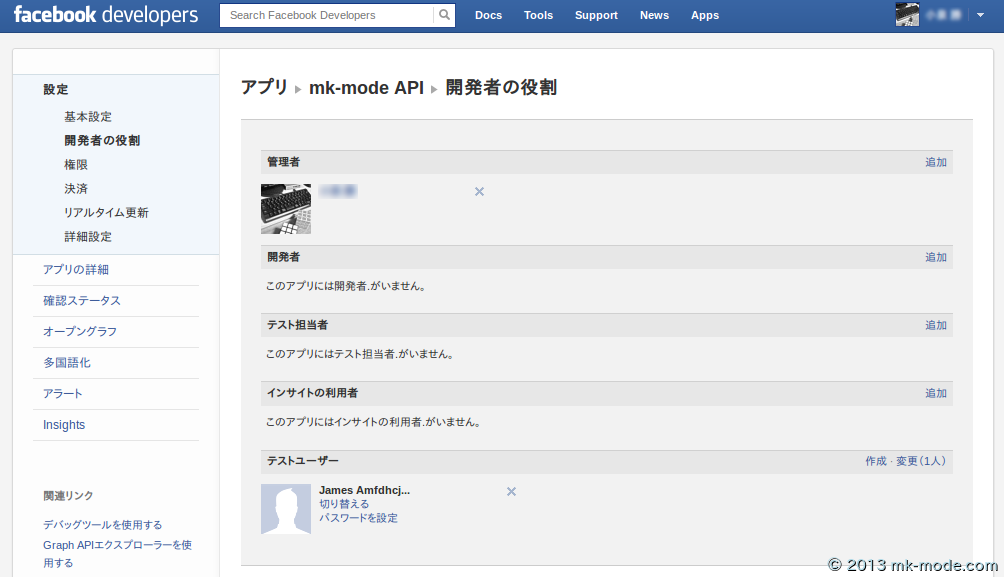 facebook developers
Search Facebook Developers
Docs
Tools
Support
News
Apps
設定
基本設定
開発者の役割
権限
決済
リアルタイム更新
詳細設定
アプリの詳細
確認ステータス
オープングラフ
多国語化
アラート
Insights
関連リンク
デバッグツールを使用する
Graph APIエクスプローラーを使
用する
アプリ ▸ mk-mode API ▸ 開発者の役割
管理者 追加
開発者 追加
このアプリには開発者.がいません。
テスト担当者 追加
このアプリにはテスト担当者.がいません。
インサイトの利用者 追加
このアプリにはインサイトの利用者.がいません。
テストユーザー 作成 · 変更(1人)
James Amfdhcj...
切り替える
パスワードを設定
© 2013 mk-mode.com